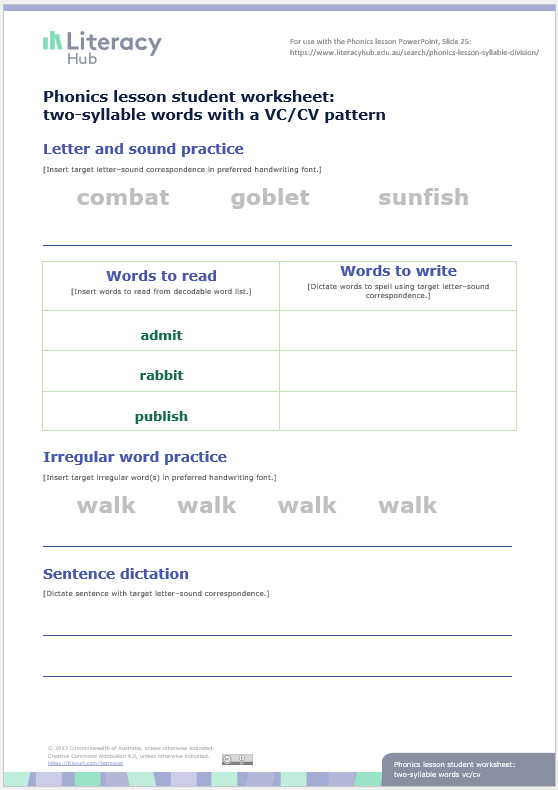 Literacy
Hub
For use with the Phonics lesson PowerPoint, Slide 25:
https://www.literacyhub.edu.au/search/phonics-lesson-syllable-division/
Phonics lesson student worksheet:
two-syllable words with a VC/CV pattern
Letter and sound practice
[Insert target letter–sound correspondence in preferred handwriting font.]
combat goblet sunfish
Words to read
[Insert words to read from decodable word list.]
Words to write
[Dictate words to spell using target letter–sound
correspondence.]
admit
rabbit
publish
Irregular word practice
[Insert target irregular word(s) in preferred handwriting font.]
walk walk walk walk
Sentence dictation
[Dictate sentence with target letter–sound correspondence.]
© 2023 Commonwealth of Australia, unless otherwise indicated.
Creative Commons Attribution 4.0, unless otherwise indicated.
Phonics lesson student worksheet:
two-syllable words vc/cv